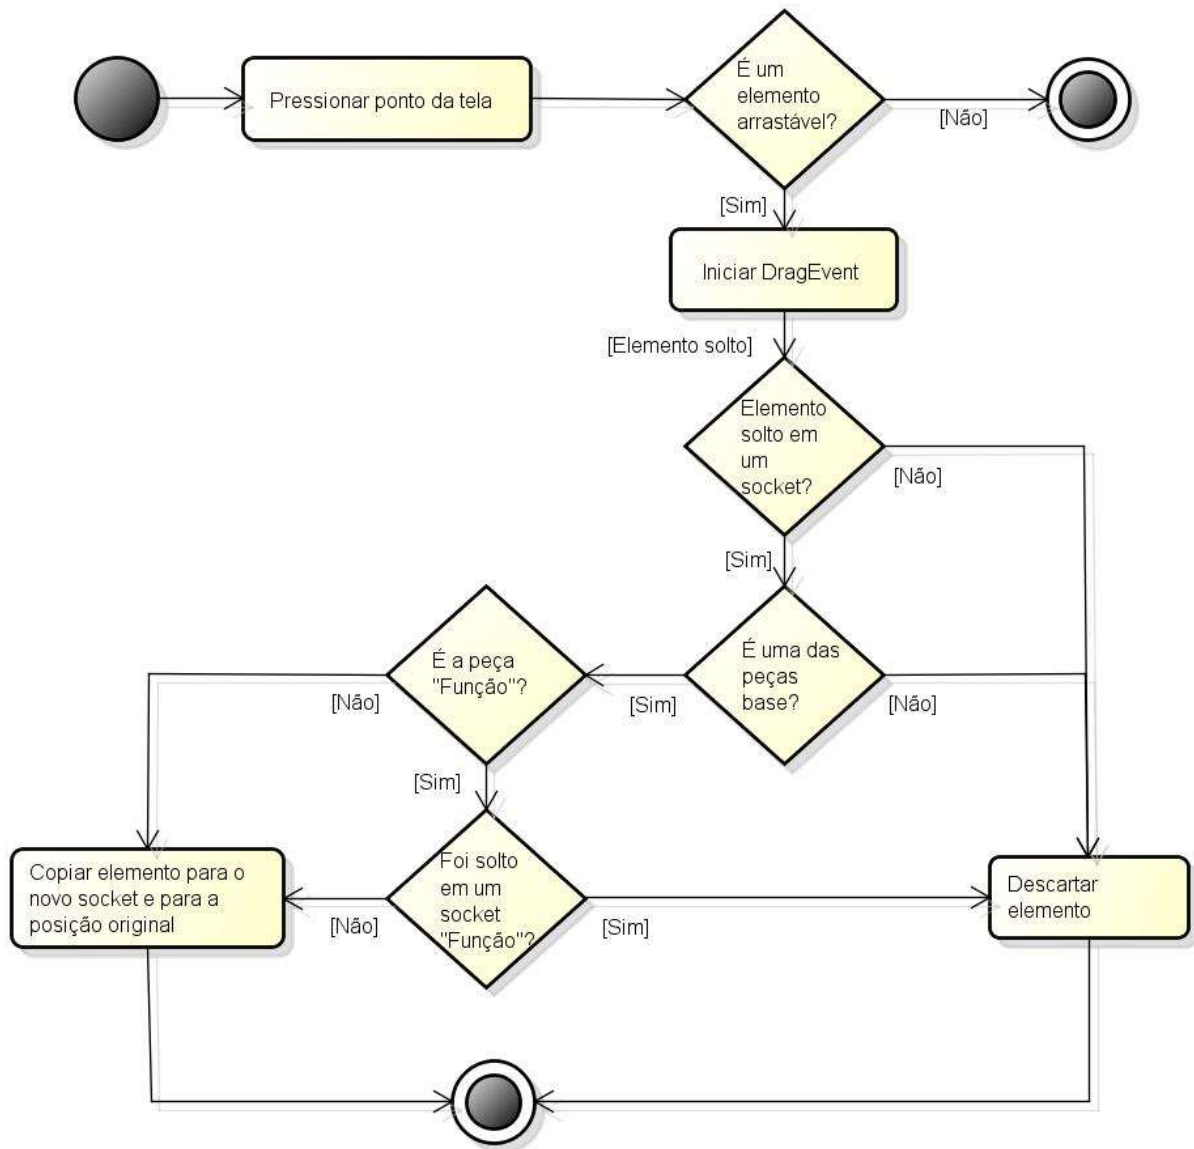 Pressionar ponto da tela
É um
elemento
arrastável?
[Não]
[Sim]
Iniciar DragEvent
[Elemento solto]
Elemento
solto em
um
socket?
[Não]
[Sim]
É uma das
peças
base?
[Não]
[Sim]
É a peça
"Função"?
[Não]
[Sim]
Foi solto
em um
socket
"Função"?
[Não]
[Sim]
Copiar elemento para o
novo socket e para a
posição original
Descartar
elemento